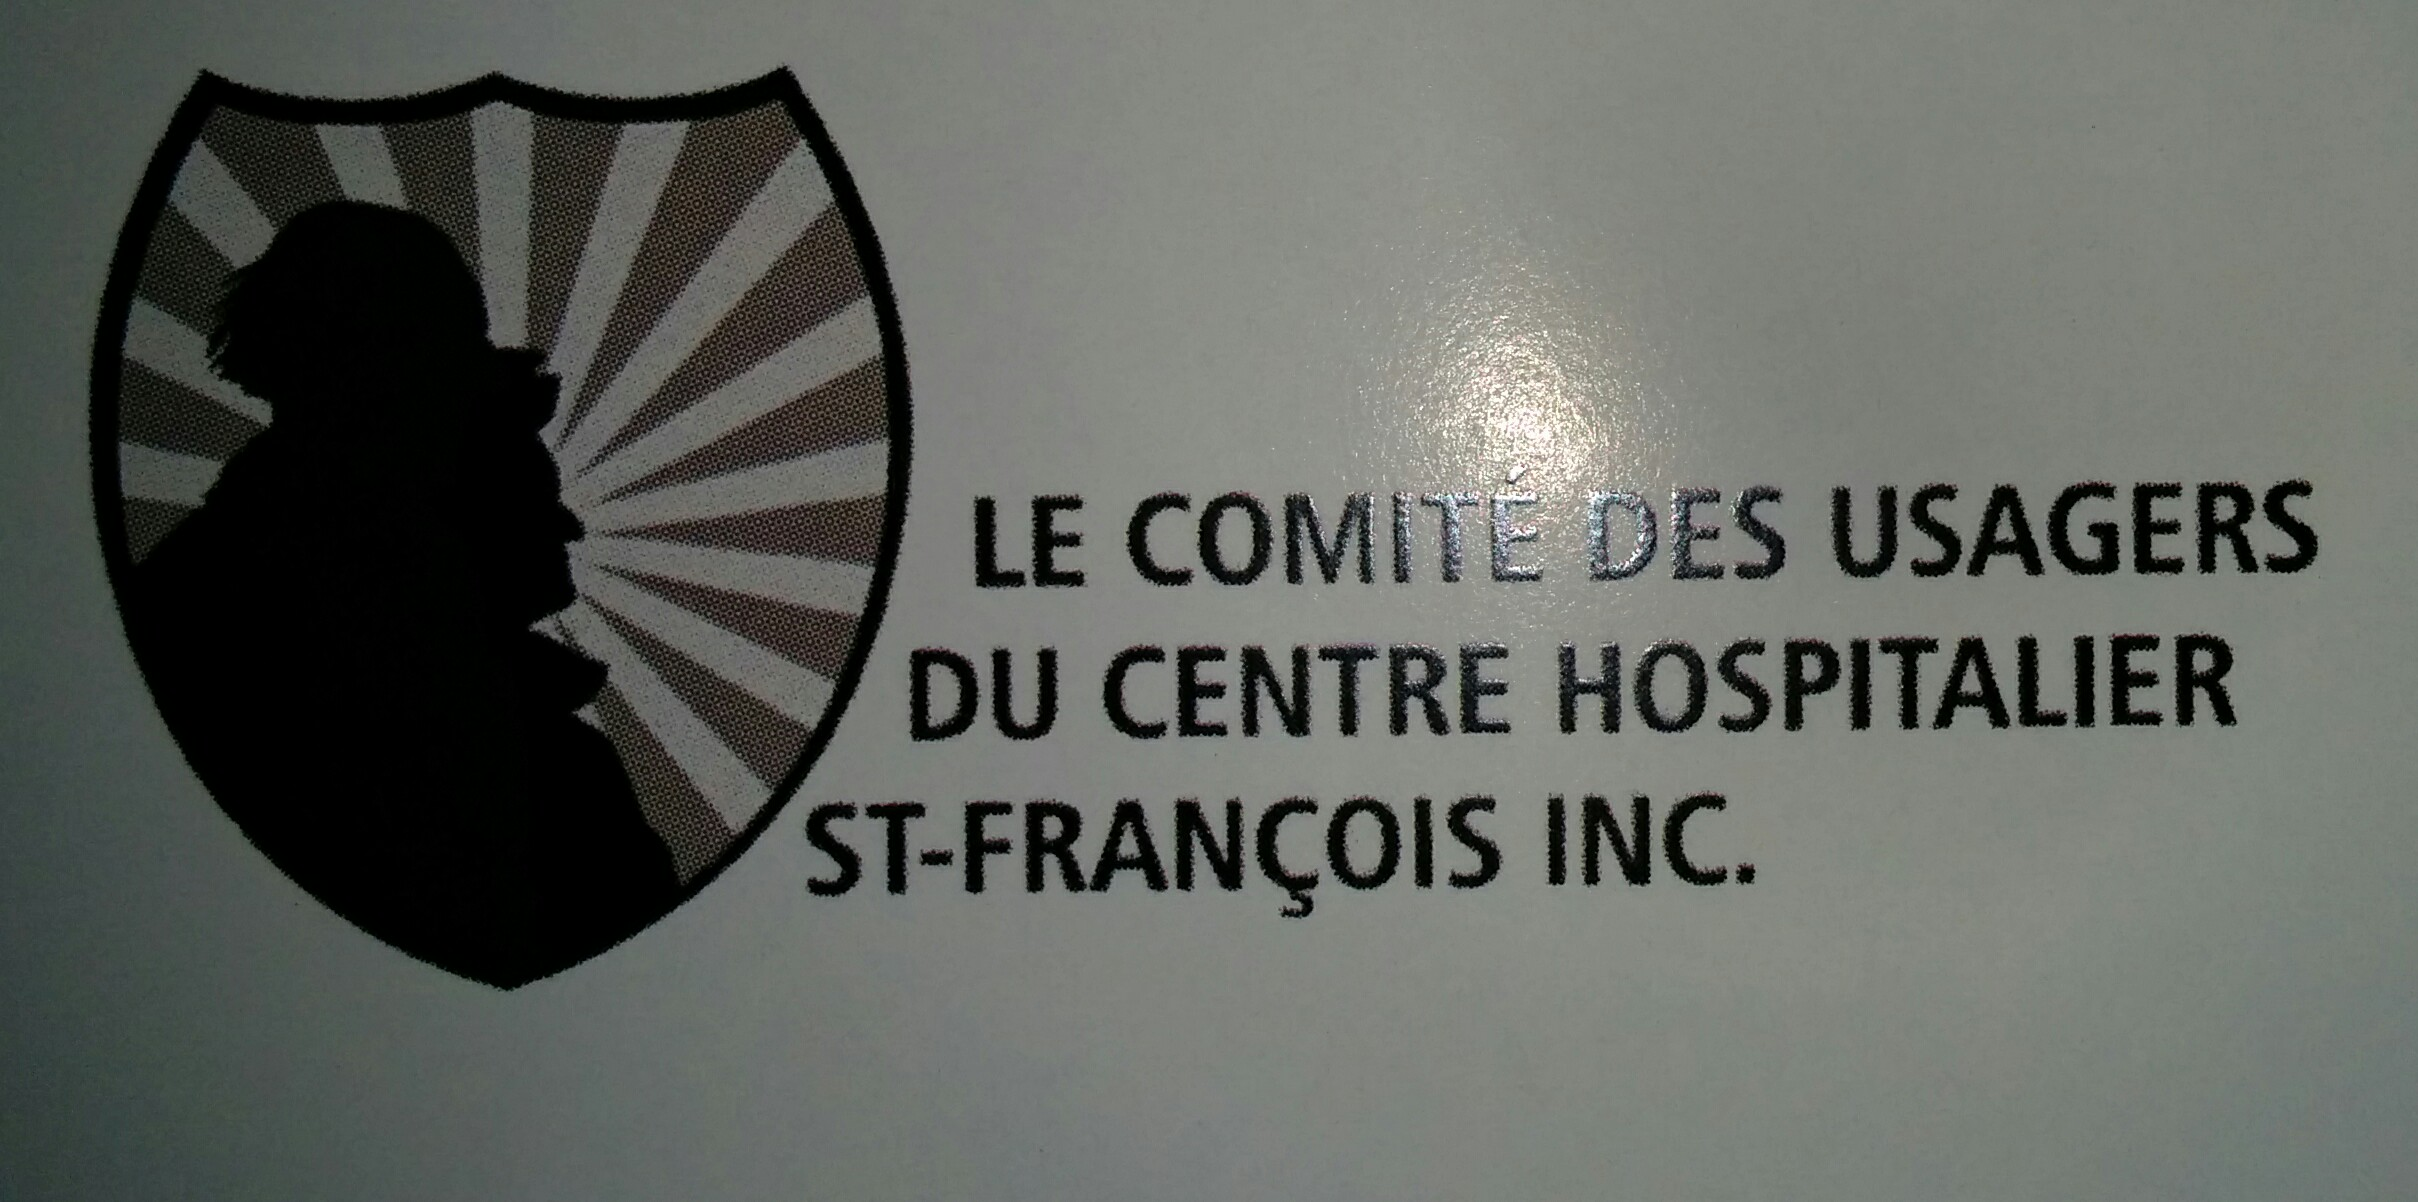 LE COMITÉ DES USAGERS
DU CENTRE HOSPITALIER
ST-FRANÇOIS INC.